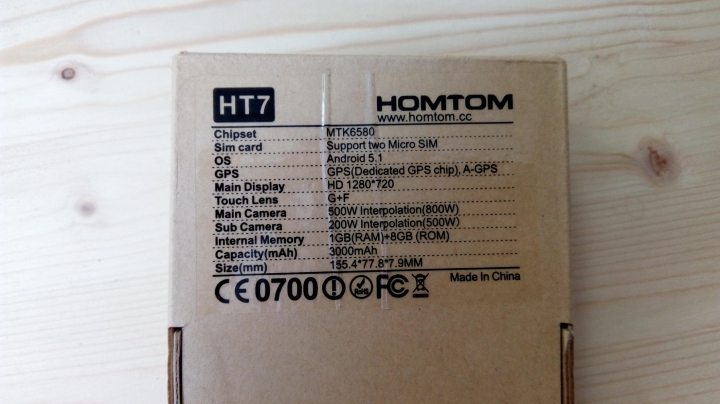 HT7 HOMTOM
www.homtom.cc
Chipset MTK6580
Sim card Support two Micro SIM
OS Android 5.1
GPS GPS(Dedicated GPS chip), A-GPS
Main Display HD 1280*720
Touch Lens G+F
Main Camera 500W Interpolation(800W)
Sub Camera 200W Interpolation(500W)
Internal Memory 1GB(RAM)+8GB (ROM)
Capacity(mAh) 3000mAh
Size(mm) 155.4*77.8*7.9MM
Made In China
CE0700 RoHS FC